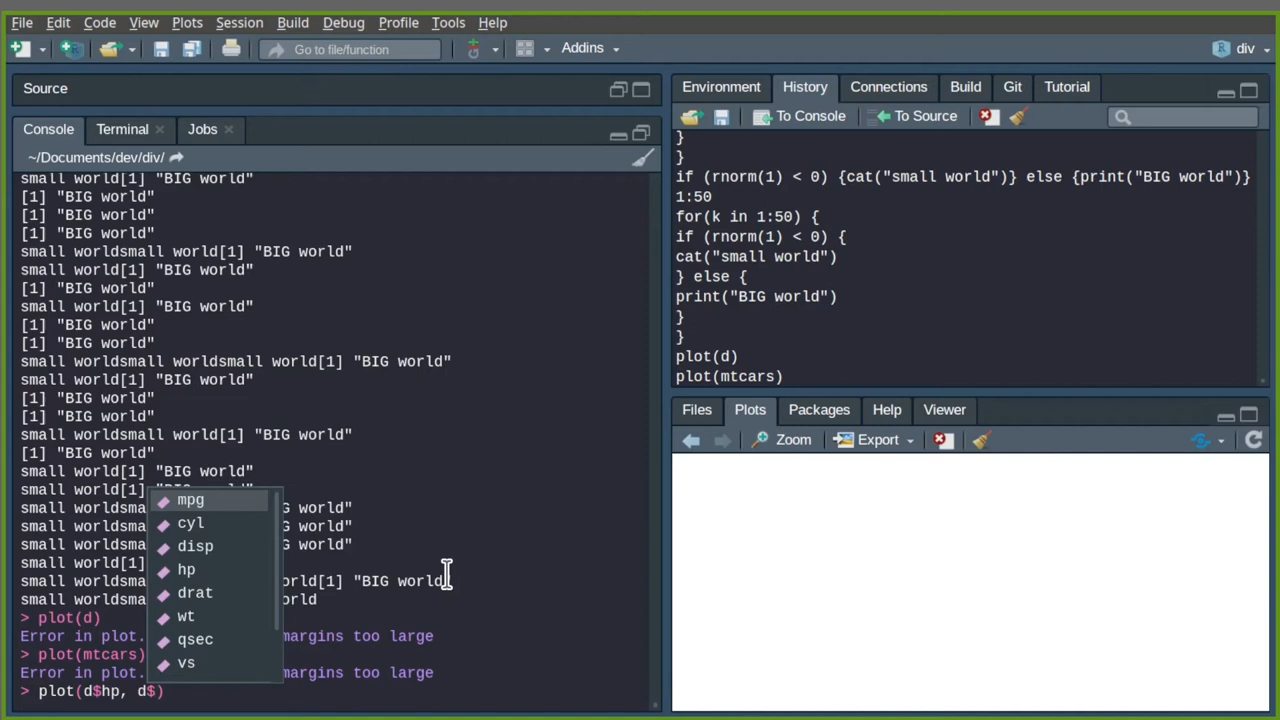 File Edit Code View Plots Session Build Debug Profile Tools Help
Go to file/function Addins div
Source
Console Terminal Jobs
~/Documents/dev/div/
small world[1] "BIG world"
[1] "BIG world"
[1] "BIG world"
[1] "BIG world"
small worldsmall world[1] "BIG world"
small world[1] "BIG world"
[1] "BIG world"
small world[1] "BIG world"
[1] "BIG world"
[1] "BIG world"
small worldsmall worldsmall world[1] "BIG world"
small world[1] "BIG world"
[1] "BIG world"
[1] "BIG world"
small worldsmall world[1] "BIG world"
[1] "BIG world"
small world[1] "BIG world"
small world[1]
small worldsma G world"
small worldsma G world"
small worldsma G world"
small world[1]
small worldsma orld[1] "BIG world
small worldsma orld
> plot(d)
Error in plot. margins too large
> plot(mtcars)
Error in plot. margins too large
> plot(d$hp, d$)
mpg
cyl
disp
hp
drat
wt
qsec
vs
Environment History Connections Build Git Tutorial
To Console To Source
}
}
if (rnorm(1) < 0) {cat("small world")} else {print("BIG world")}
1:50
for(k in 1:50) {
if (rnorm(1) < 0) {
cat("small world")
} else {
print("BIG world")
}
}
plot(d)
plot(mtcars)
Files Plots Packages Help Viewer
Zoom Export